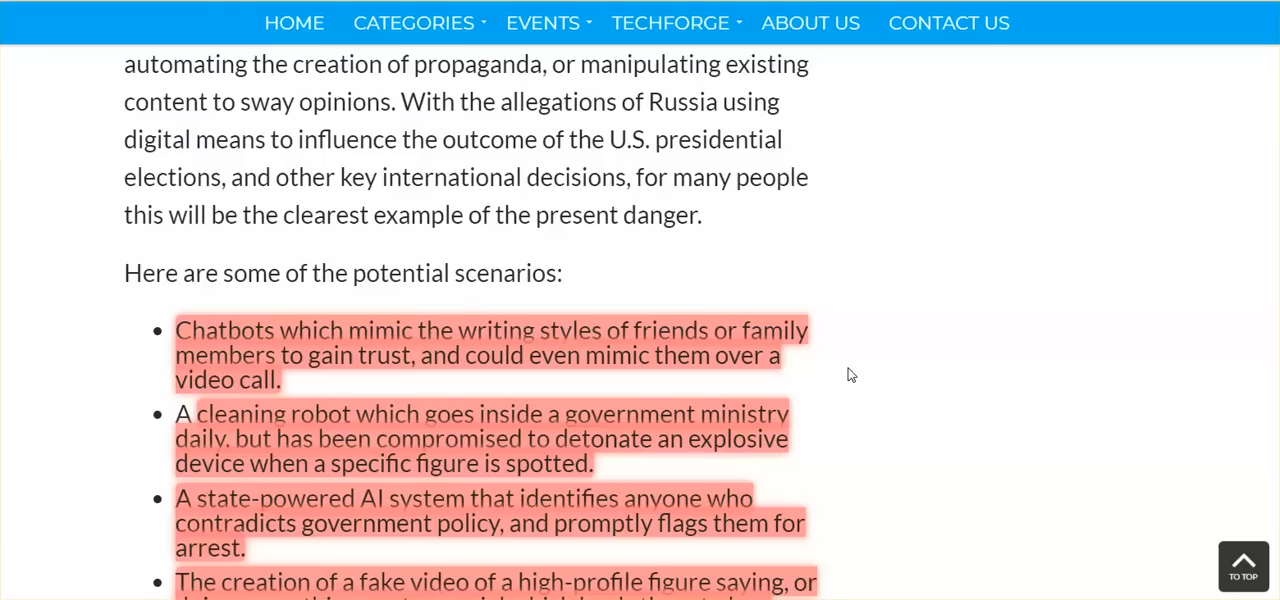 HOME CATEGORIES EVENTS TECHFORGE ABOUT US CONTACT US
automating the creation of propaganda, or manipulating existing
content to sway opinions. With the allegations of Russia using
digital means to influence the outcome of the U.S. presidential
elections, and other key international decisions, for many people
this will be the clearest example of the present danger.
Here are some of the potential scenarios:
Chatbots which mimic the writing styles of friends or family
members to gain trust, and could even mimic them over a
video call.
A cleaning robot which goes inside a government ministry
daily, but has been compromised to detonate an explosive
device when a specific figure is spotted.
A state-powered AI system that identifies anyone who
contradicts government policy, and promptly flags them for
arrest.
The creation of a fake video of a high-profile figure saying, or
TO TOP